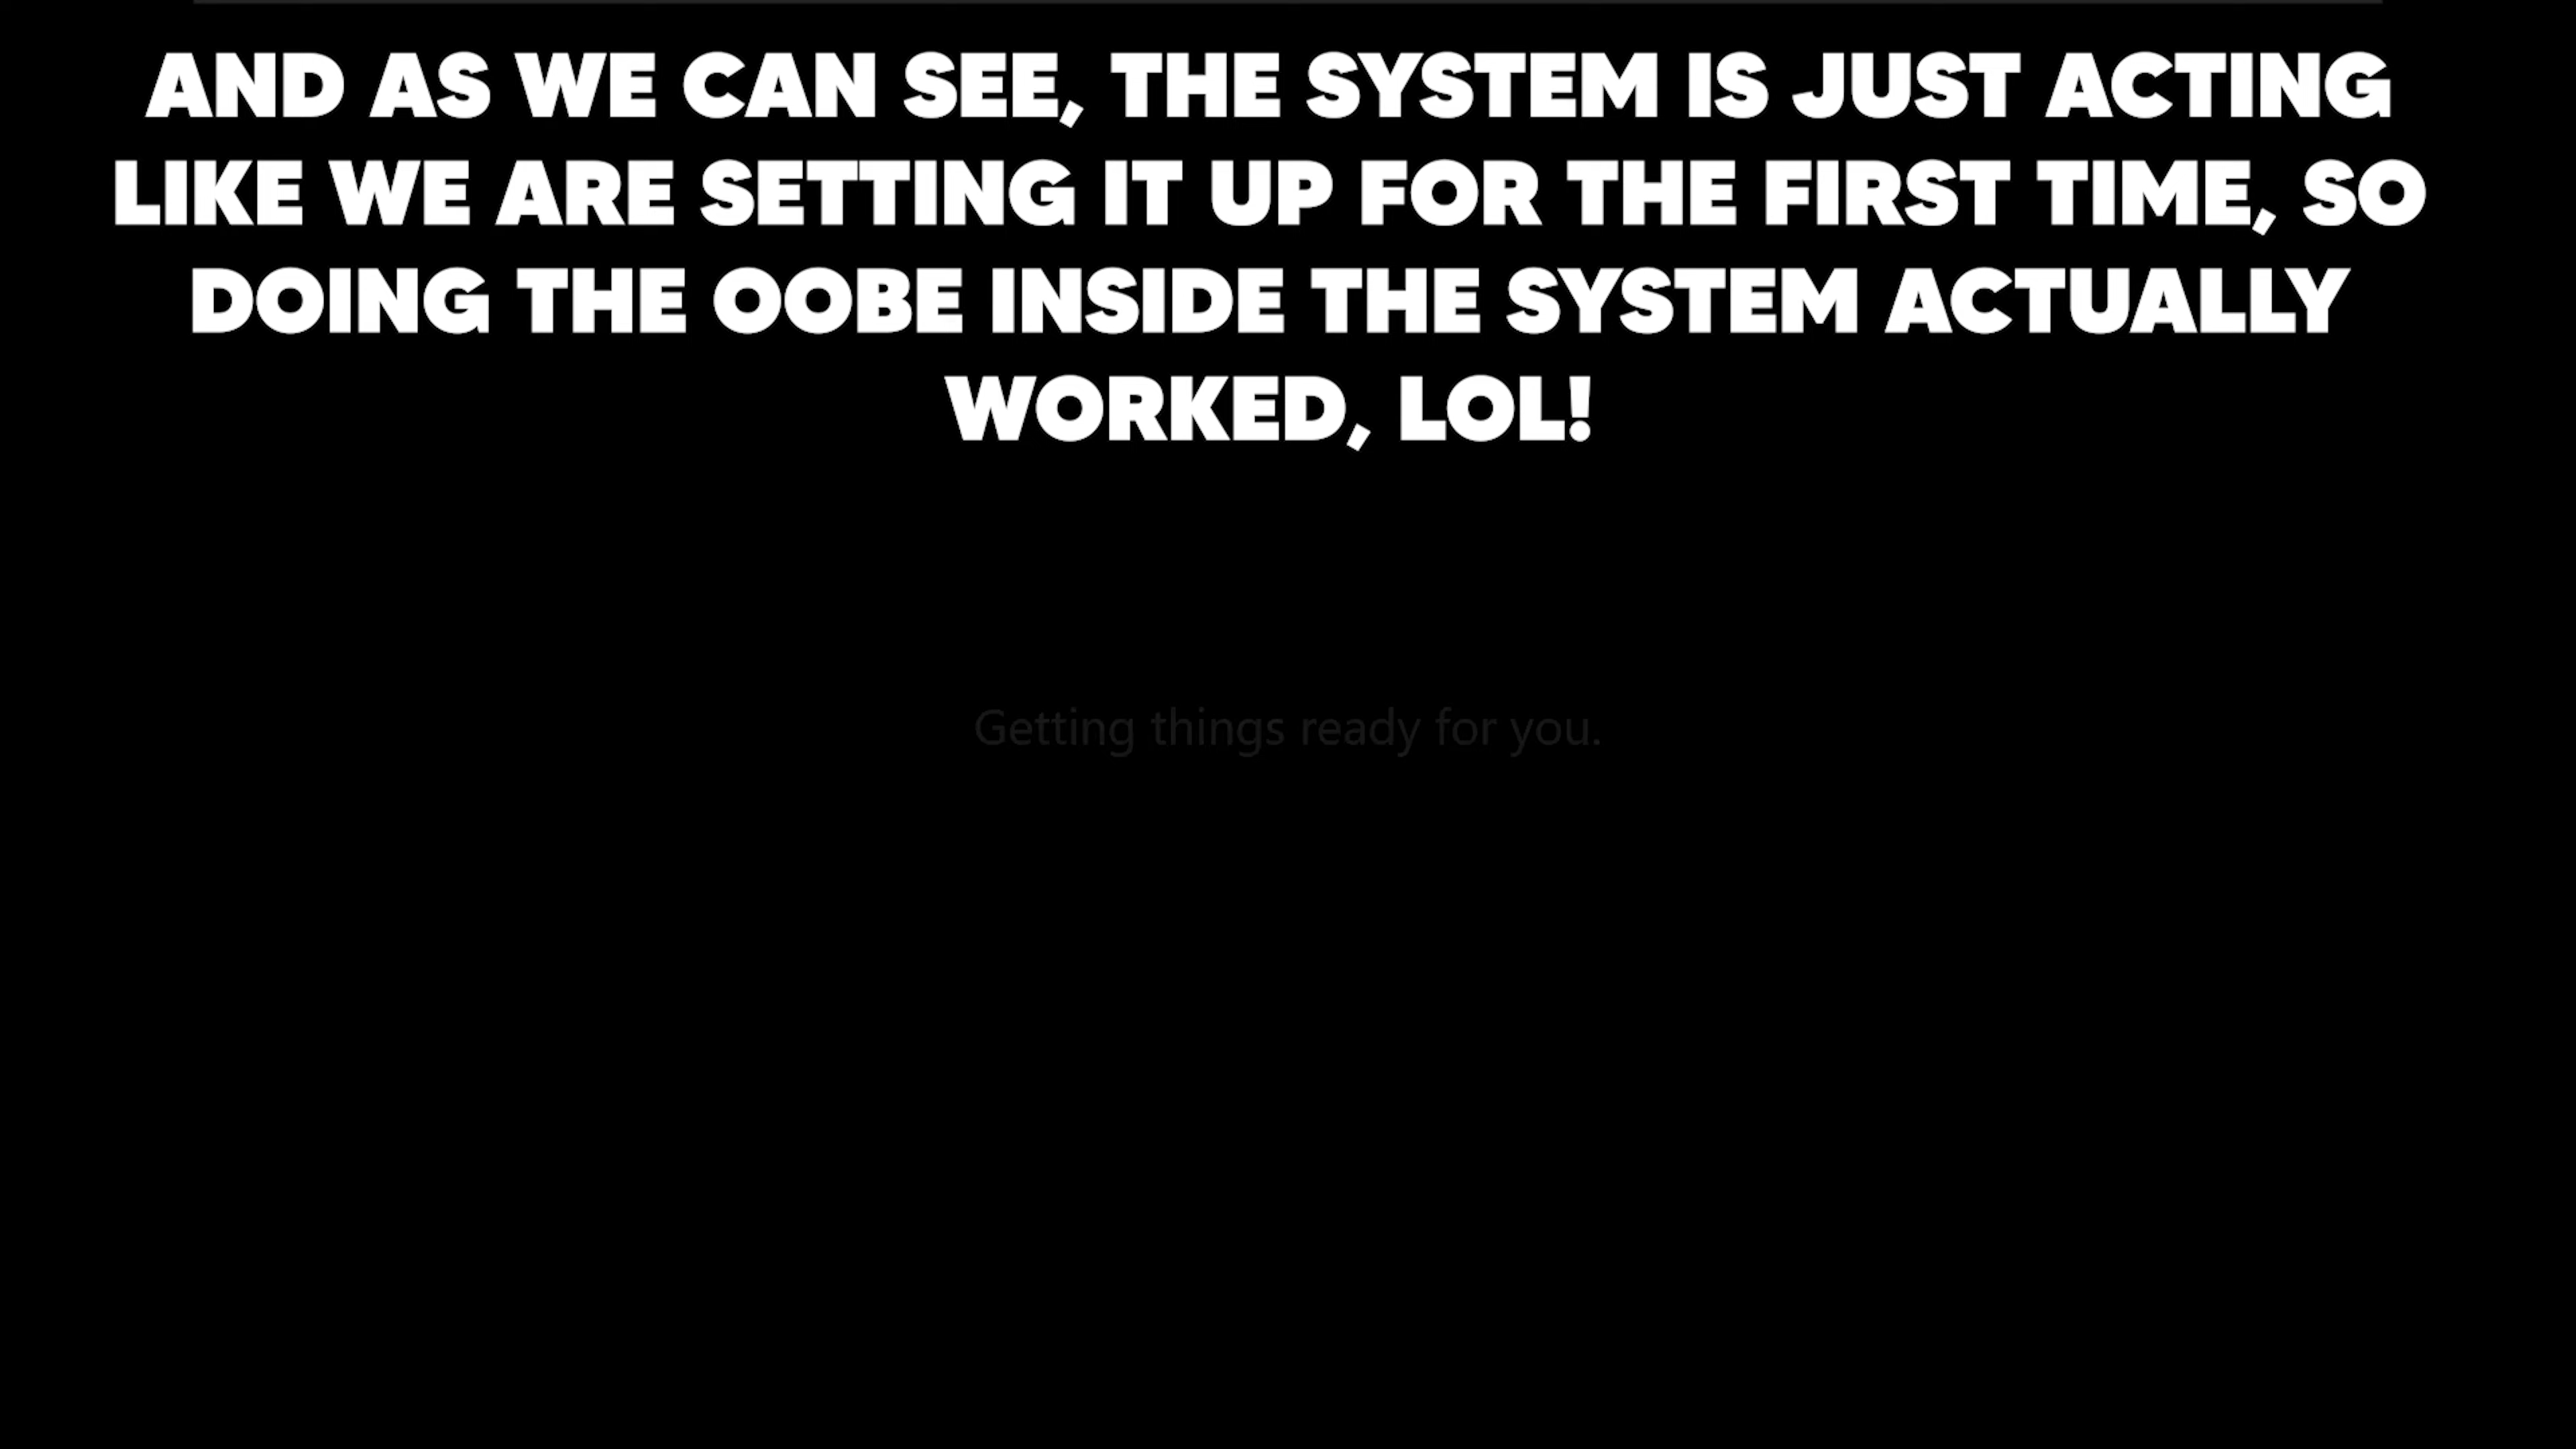 AND AS WE CAN SEE, THE SYSTEM IS JUST ACTING
LIKE WE ARE SETTING IT UP FOR THE FIRST TIME, SO
DOING THE OOBE INSIDE THE SYSTEM ACTUALLY
WORKED, LOL!
Getting things ready for you.